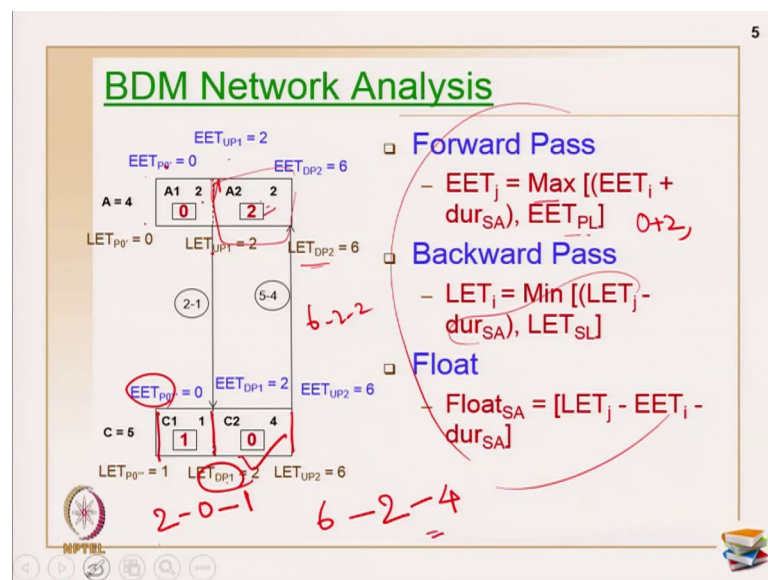 5
BDM Network Analysis
EET_UP1 = 2
EET_P0' = 0
EET_DP2 = 6
A = 4
A1 2 A2 2
0 2
LET_P0' = 0 LET_UP1 = 2 LET_DP2 = 6
2-1 5-4
6-2-2
EET_P0'' = 0 EET_DP1 = 2 EET_UP2 = 6
C = 5
C1 1 C2 4
1 0
LET_P0'' = 1 LET_DP1 = 2 LET_UP2 = 6
2-0-1 6-2-4
Forward Pass
– EET_j = Max [(EET_i +
dur_SA), EET_PL]
0+2,
Backward Pass
– LET_i = Min [(LET_j -
dur_SA), LET_SL]
Float
– Float_SA = [LET_j - EET_i -
dur_SA]
NPTEL